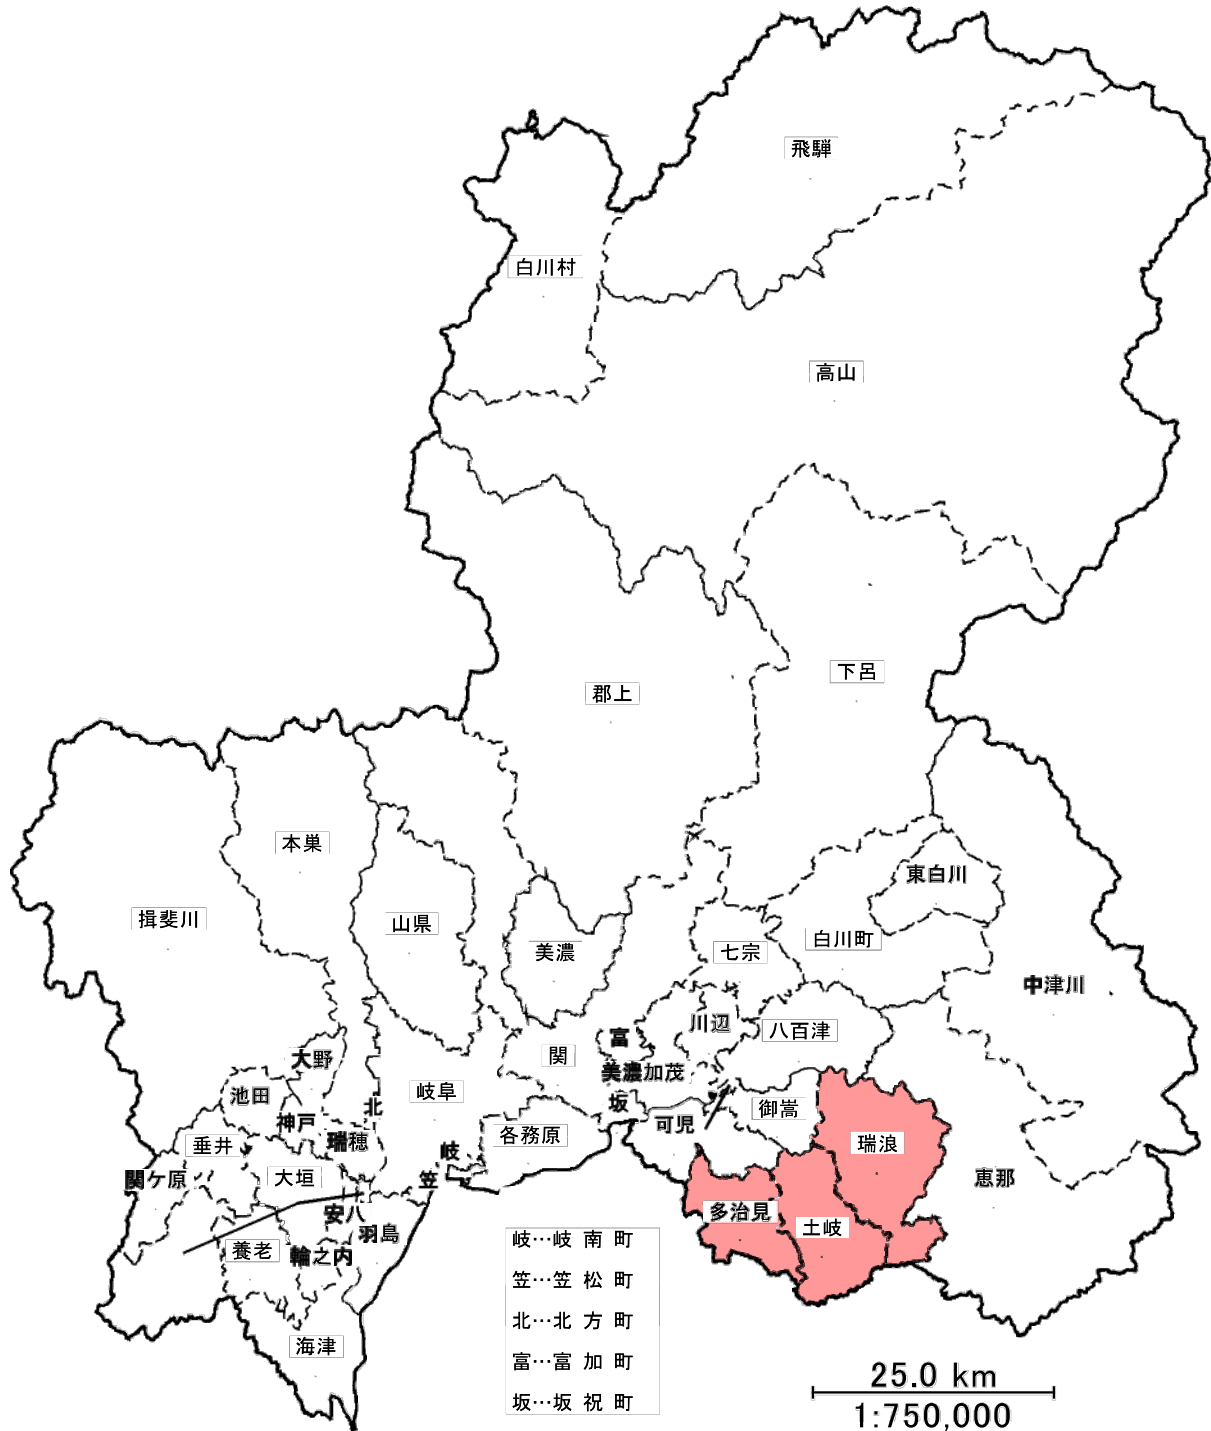 飛騨
白川村
高山
下呂
郡上
本巣
東白川
揖斐川
山県
美濃
七宗
白川町
中津川
川辺
八百津
富
関
大野
美濃加茂
池田
岐阜
北
坂
御嵩
神戸
可児
各務原
瑞穂
瑞浪
垂井
岐
関ケ原
大垣
笠
恵那
安八
多治見
羽島
土岐
養老
輪之内
海津
岐…岐南町
笠…笠松町
北…北方町
富…富加町
坂…坂祝町
25.0 km
1:750,000